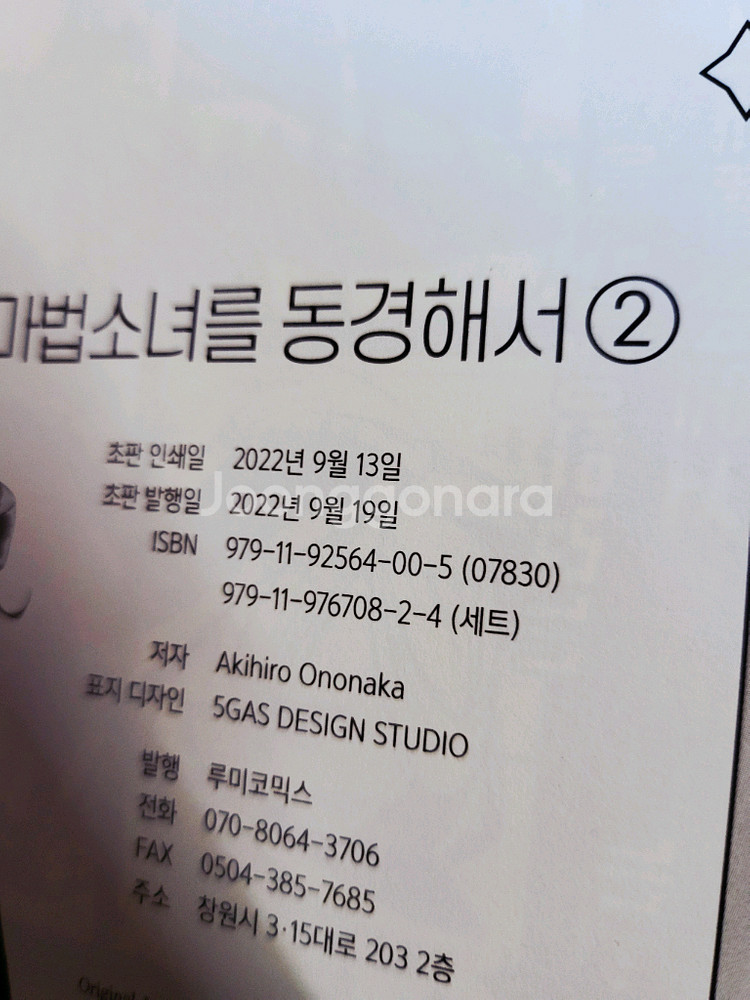 마법소녀를 동경해서 ②
초판 인쇄일 2022년 9월 13일
초판 발행일 2022년 9월 19일
ISBN 979-11-92564-00-5 (07830)
979-11-976708-2-4 (세트)
저자 Akihiro Ononaka
표지 디자인 5GAS DESIGN STUDIO
발행 루미코믹스
전화 070-8064-3706
FAX 0504-385-7685
주소 창원시 3·15대로 203 2층
Original
Joonggonara